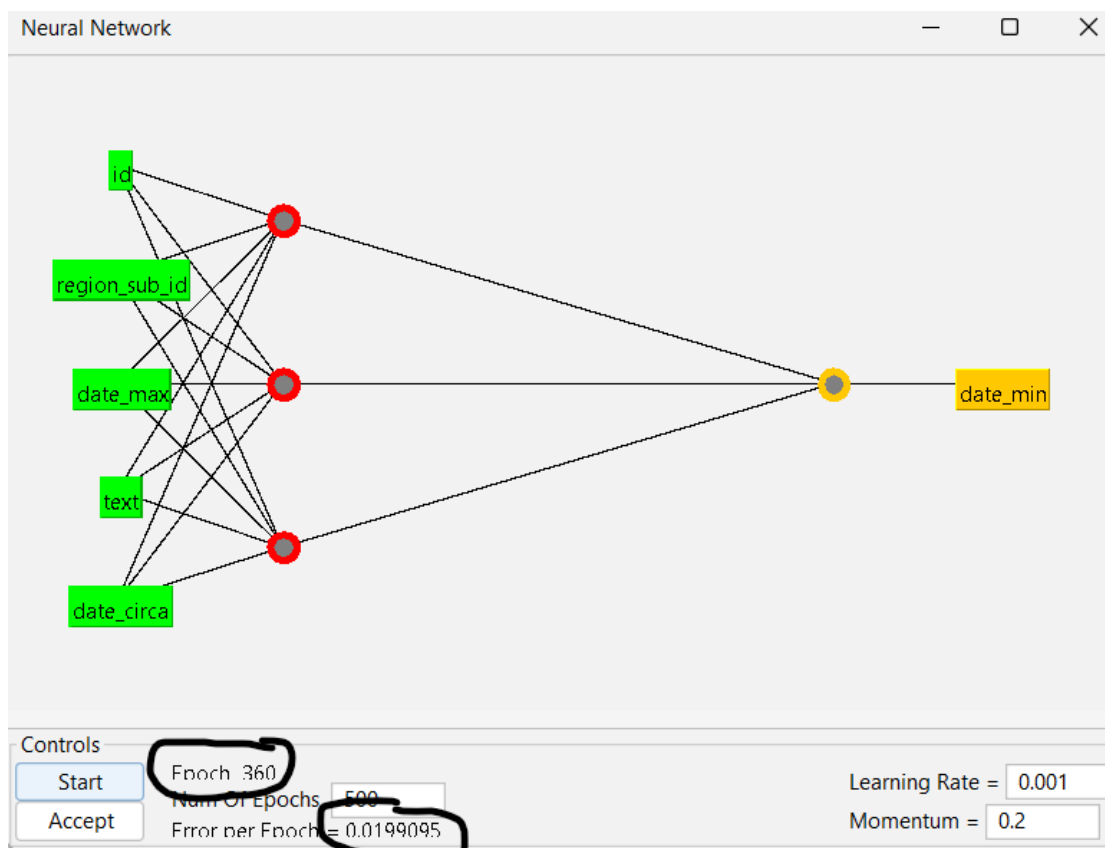 Neural Network
id
region_sub_id
date_max
text
date_circa
date_min
Controls
Start
Accept
Epoch 360
Num Of Epochs 500
Error per Epoch = 0.0199095
Learning Rate = 0.001
Momentum = 0.2